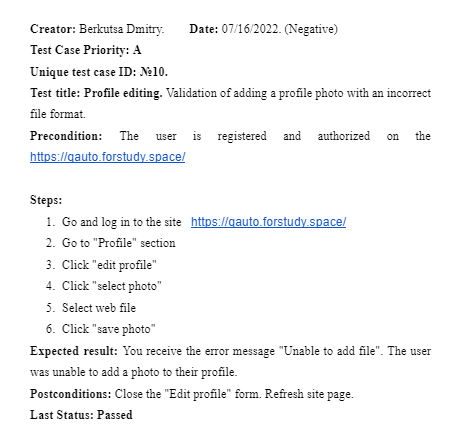 Creator: Berkutsa Dmitry. Date: 07/16/2022. (Negative)
Test Case Priority: A
Unique test case ID: №10.
Test title: Profile editing. Validation of adding a profile photo with an incorrect
file format.
Precondition: The user is registered and authorized on the
https://qauto.forstudy.space/
Steps:
1. Go and log in to the site https://qauto.forstudy.space/
2. Go to "Profile" section
3. Click "edit profile"
4. Click "select photo"
5. Select web file
6. Click "save photo"
Expected result: You receive the error message "Unable to add file". The user
was unable to add a photo to their profile.
Postconditions: Close the "Edit profile" form. Refresh site page.
Last Status: Passed